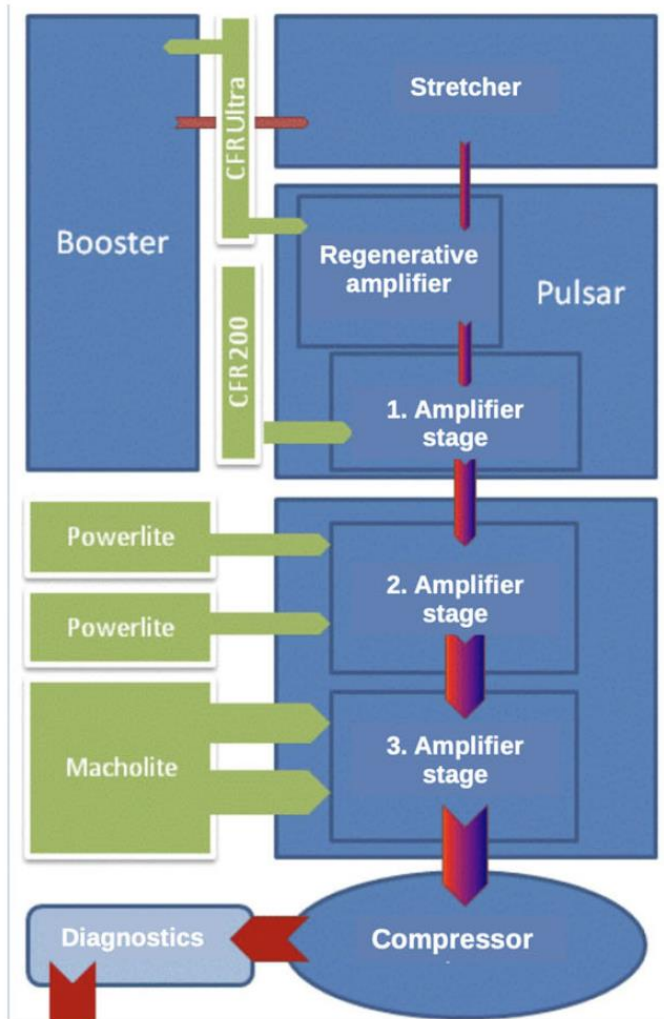 Stretcher
CFRUltra
Booster
Regenerative
amplifier
Pulsar
CFR200
1. Amplifier
stage
Powerlite
2. Amplifier
stage
Powerlite
3. Amplifier
stage
Macholite
Diagnostics
Compressor